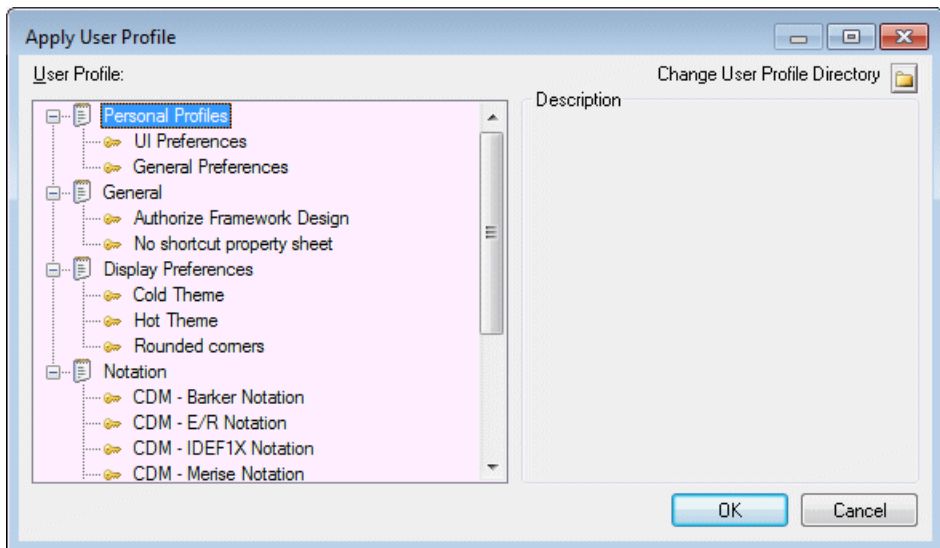 Apply User Profile
User Profile:
Change User Profile Directory
Description
Personal Profiles
UI Preferences
General Preferences
General
Authorize Framework Design
No shortcut property sheet
Display Preferences
Cold Theme
Hot Theme
Rounded corners
Notation
CDM - Barker Notation
CDM - E/R Notation
CDM - IDEF1X Notation
CDM - Merise Notation
OK
Cancel